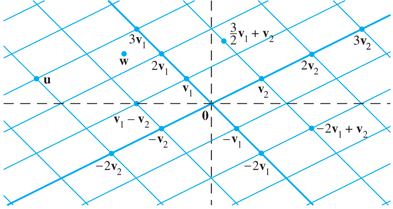 3v₁
3/2 v₁ + v₂
3v₂
w
2v₁
2v₂
u
v₁
v₂
v₁ − v₂
0
−v₂
−v₁
−2v₁ + v₂
−2v₂
−2v₁